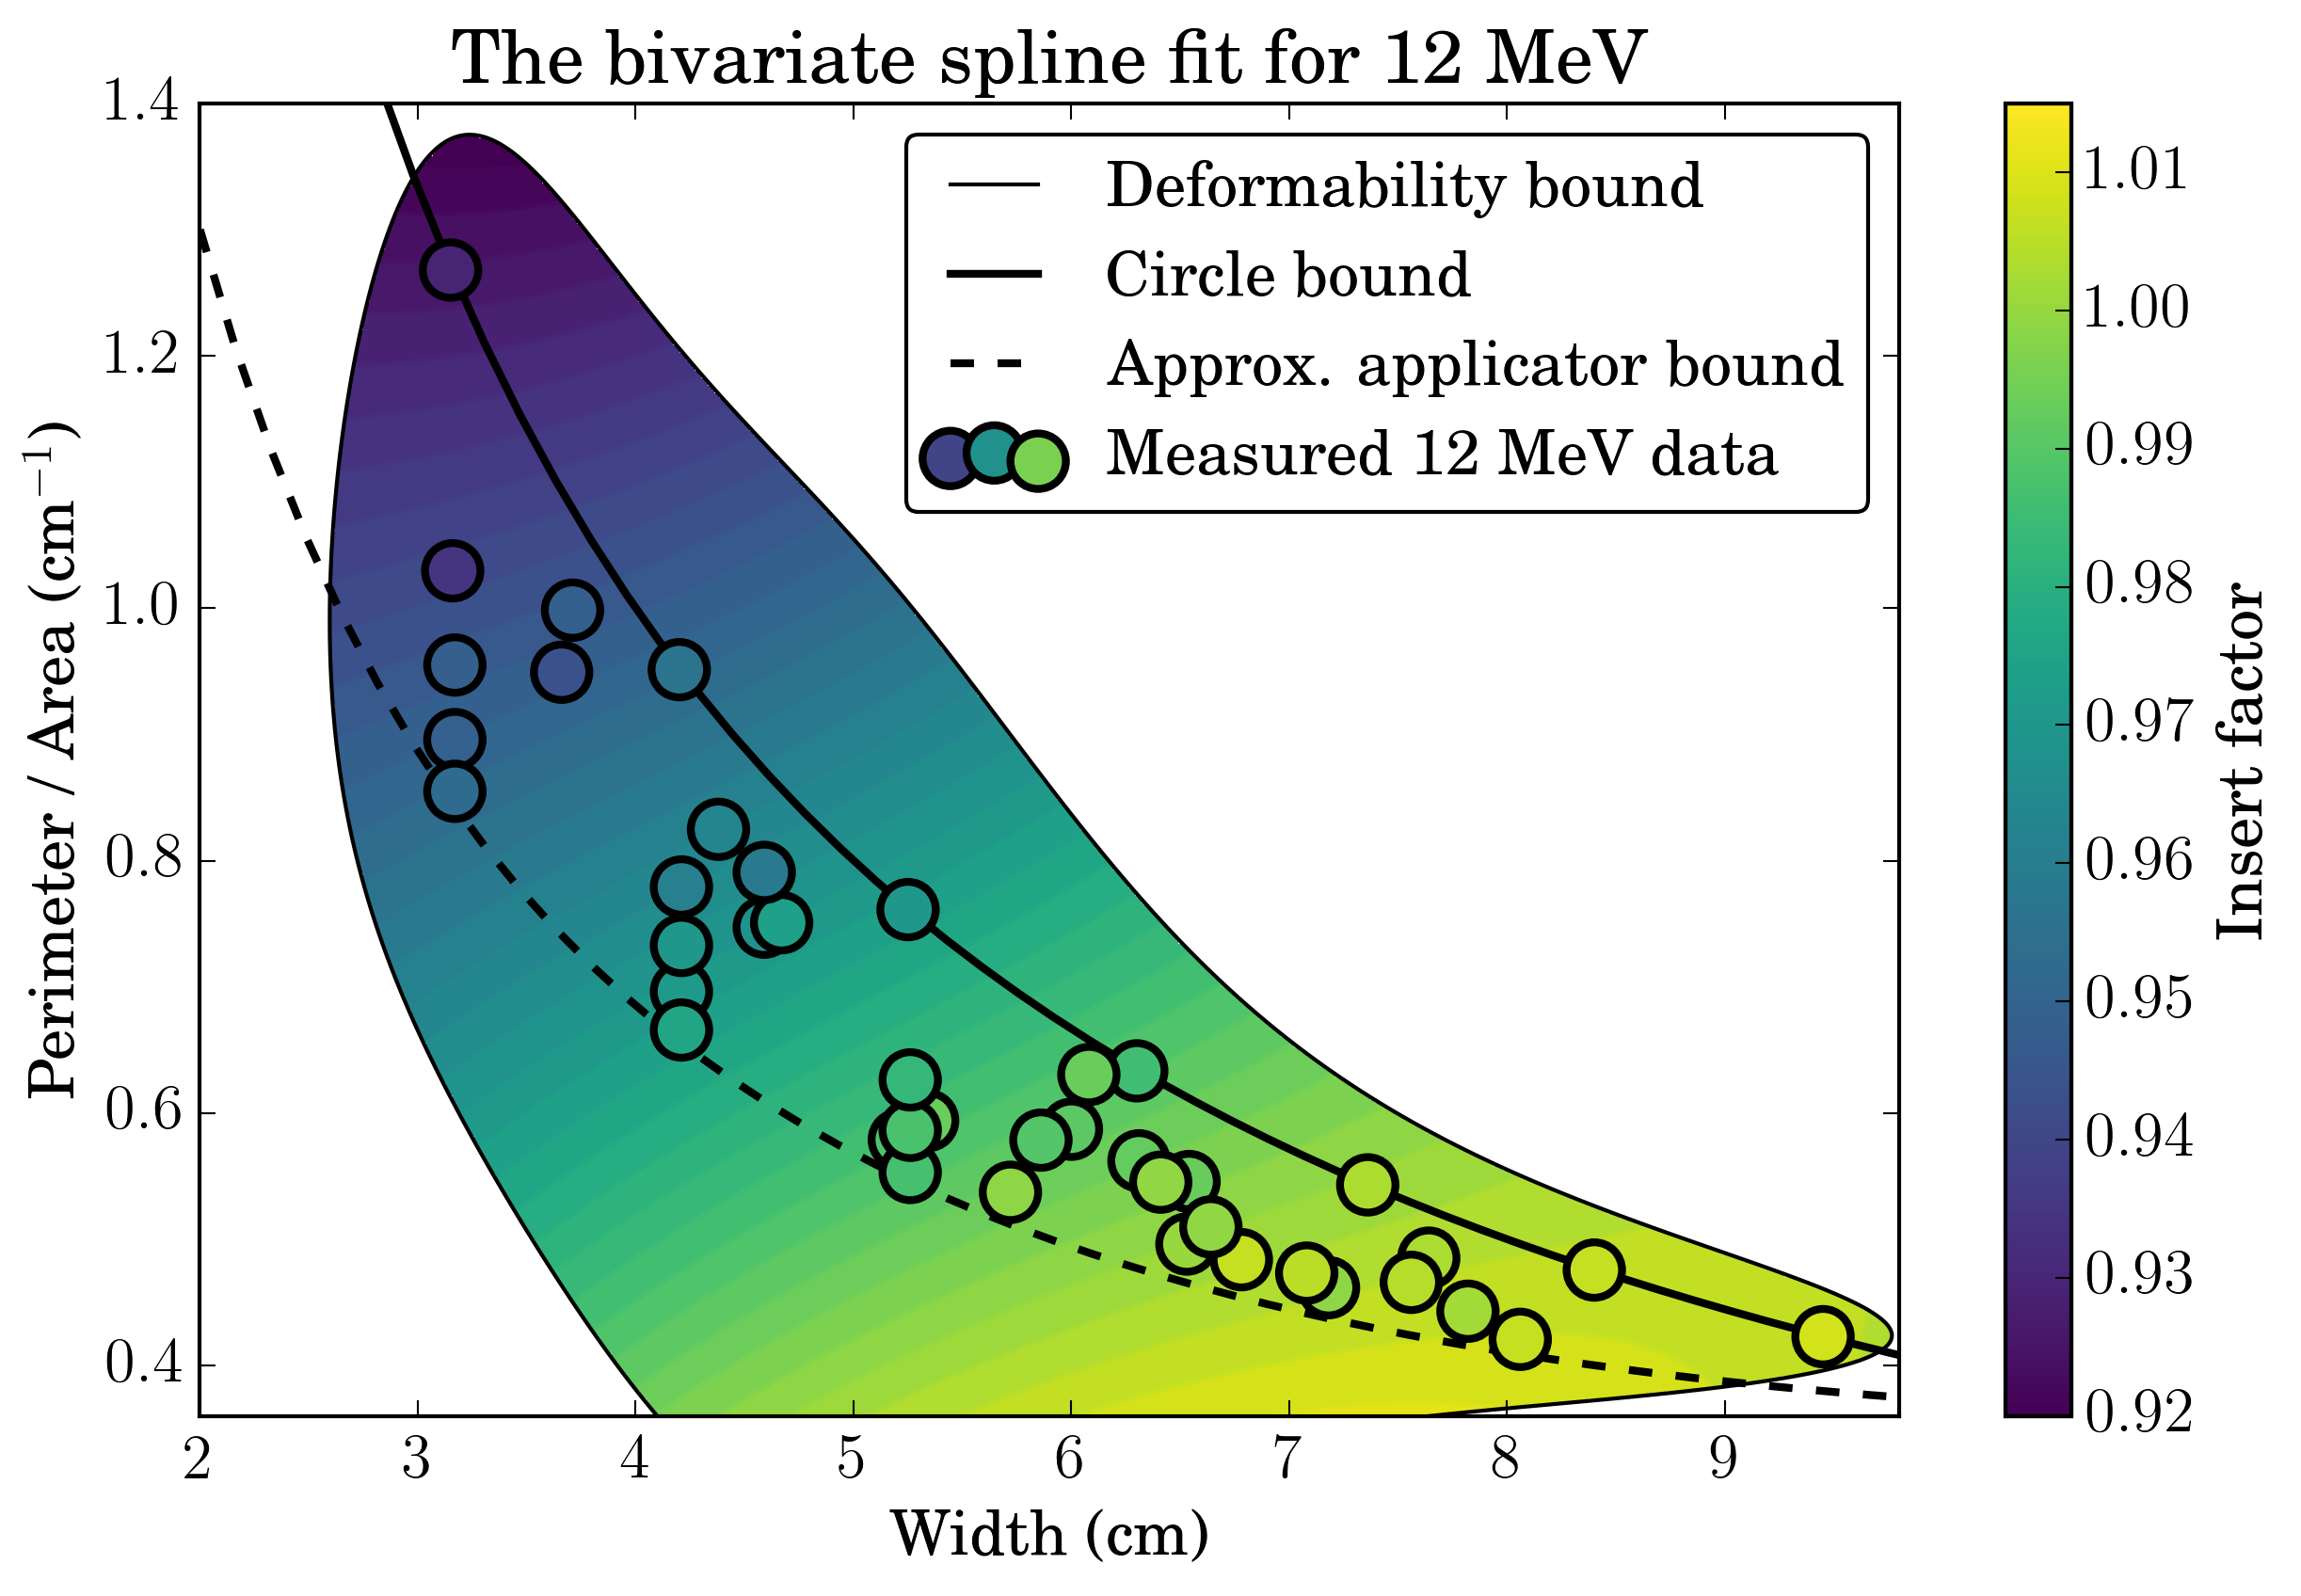 The bivariate spline fit for 12 MeV
Perimeter / Area (cm⁻¹)
1.4
1.2
1.0
0.8
0.6
0.4
Deformability bound
Circle bound
Approx. applicator bound
Measured 12 MeV data
2 3 4 5 6 7 8 9
Width (cm)
1.01
1.00
0.99
0.98
0.97
0.96
0.95
0.94
0.93
0.92
Insert factor